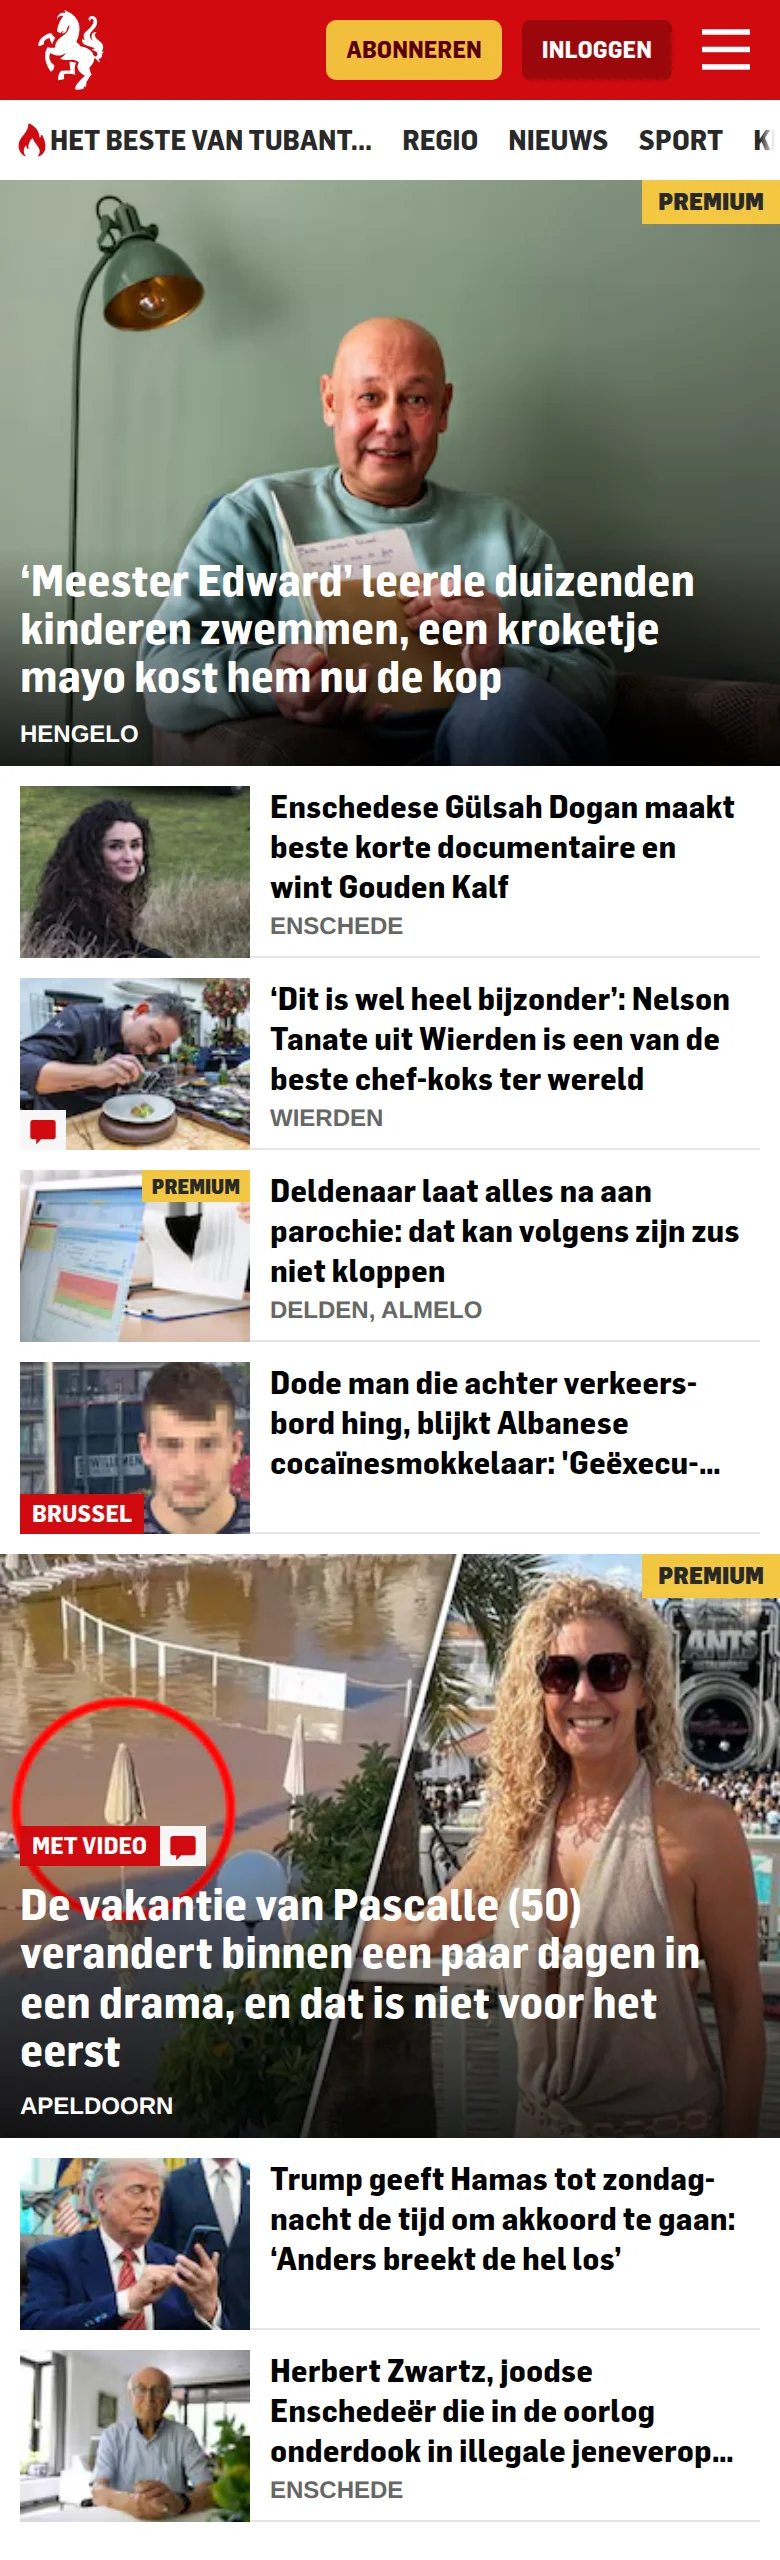 ABONNEREN
INLOGGEN
HET BESTE VAN TUBANT...
REGIO
NIEUWS
SPORT
PREMIUM
‘Meester Edward’ leerde duizenden
kinderen zwemmen, een kroketje
mayo kost hem nu de kop
HENGELO
Enschedese Gülsah Dogan maakt
beste korte documentaire en
wint Gouden Kalf
ENSCHEDE
‘Dit is wel heel bijzonder’: Nelson
Tanate uit Wierden is een van de
beste chef-koks ter wereld
WIERDEN
PREMIUM
Deldenaar laat alles na aan
parochie: dat kan volgens zijn zus
niet kloppen
DELDEN, ALMELO
BRUSSEL
Dode man die achter verkeers-
bord hing, blijkt Albanese
cocaïnesmokkelaar: 'Geëxecu-...
PREMIUM
ANTS
MET VIDEO
De vakantie van Pascalle (50)
verandert binnen een paar dagen in
een drama, en dat is niet voor het
eerst
APELDOORN
Trump geeft Hamas tot zondag-
nacht de tijd om akkoord te gaan:
‘Anders breekt de hel los’
Herbert Zwartz, joodse
Enschedeër die in de oorlog
onderdook in illegale jeneverop...
ENSCHEDE